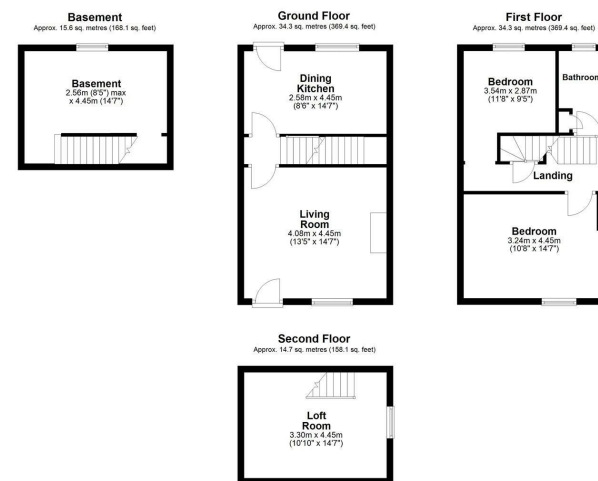 Basement
Approx. 15.6 sq. metres (168.1 sq. feet)
Basement
2.56m (8'5") max
x 4.45m (14'7")
Ground Floor
Approx. 34.3 sq. metres (369.4 sq. feet)
Dining
Kitchen
2.58m x 4.45m
(8'6" x 14'7")
Living
Room
4.08m x 4.45m
(13'5" x 14'7")
First Floor
Approx. 34.3 sq. metres (369.4 sq. feet)
Bedroom
3.54m x 2.87m
(11'8" x 9'5")
Bathroom
Landing
Bedroom
3.24m x 4.45m
(10'8" x 14'7")
Second Floor
Approx. 14.7 sq. metres (158.1 sq. feet)
Loft
Room
3.30m x 4.45m
(10'10" x 14'7")